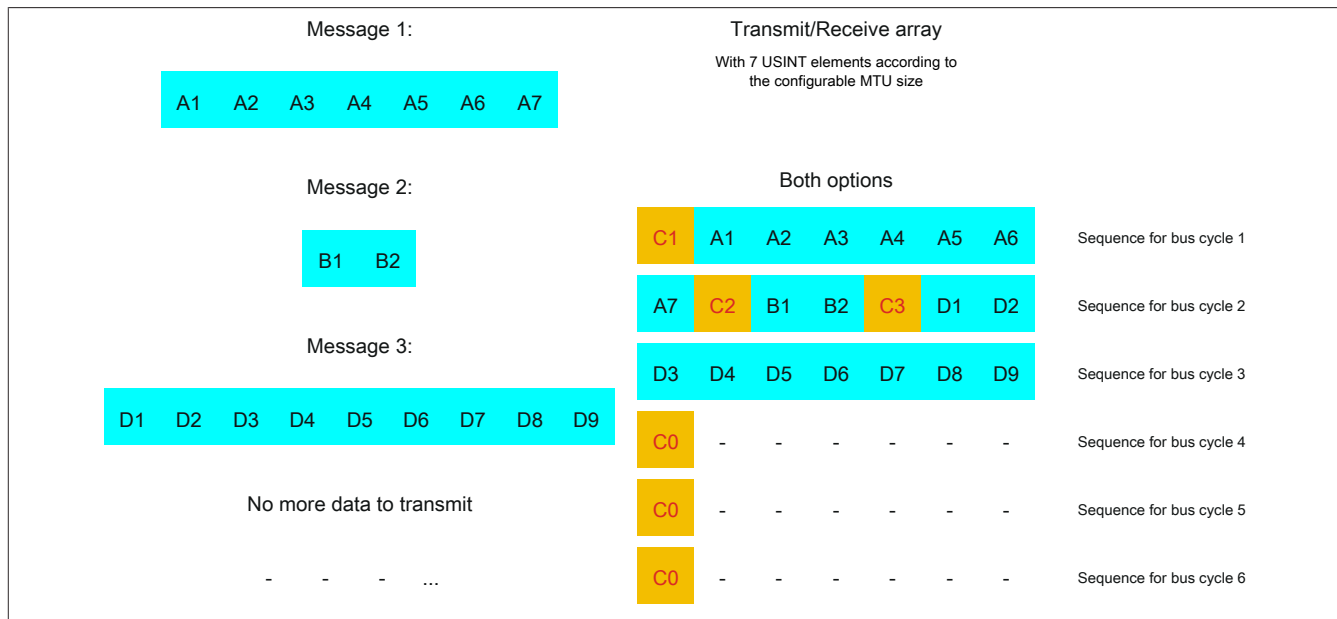 Message 1:
A1 A2 A3 A4 A5 A6 A7
Message 2:
B1 B2
Message 3:
D1 D2 D3 D4 D5 D6 D7 D8 D9
No more data to transmit
- - - ...
Transmit/Receive array
With 7 USINT elements according to
the configurable MTU size
Both options
C1 A1 A2 A3 A4 A5 A6 Sequence for bus cycle 1
A7 C2 B1 B2 C3 D1 D2 Sequence for bus cycle 2
D3 D4 D5 D6 D7 D8 D9 Sequence for bus cycle 3
C0 - - - - - - Sequence for bus cycle 4
C0 - - - - - - Sequence for bus cycle 5
C0 - - - - - - Sequence for bus cycle 6